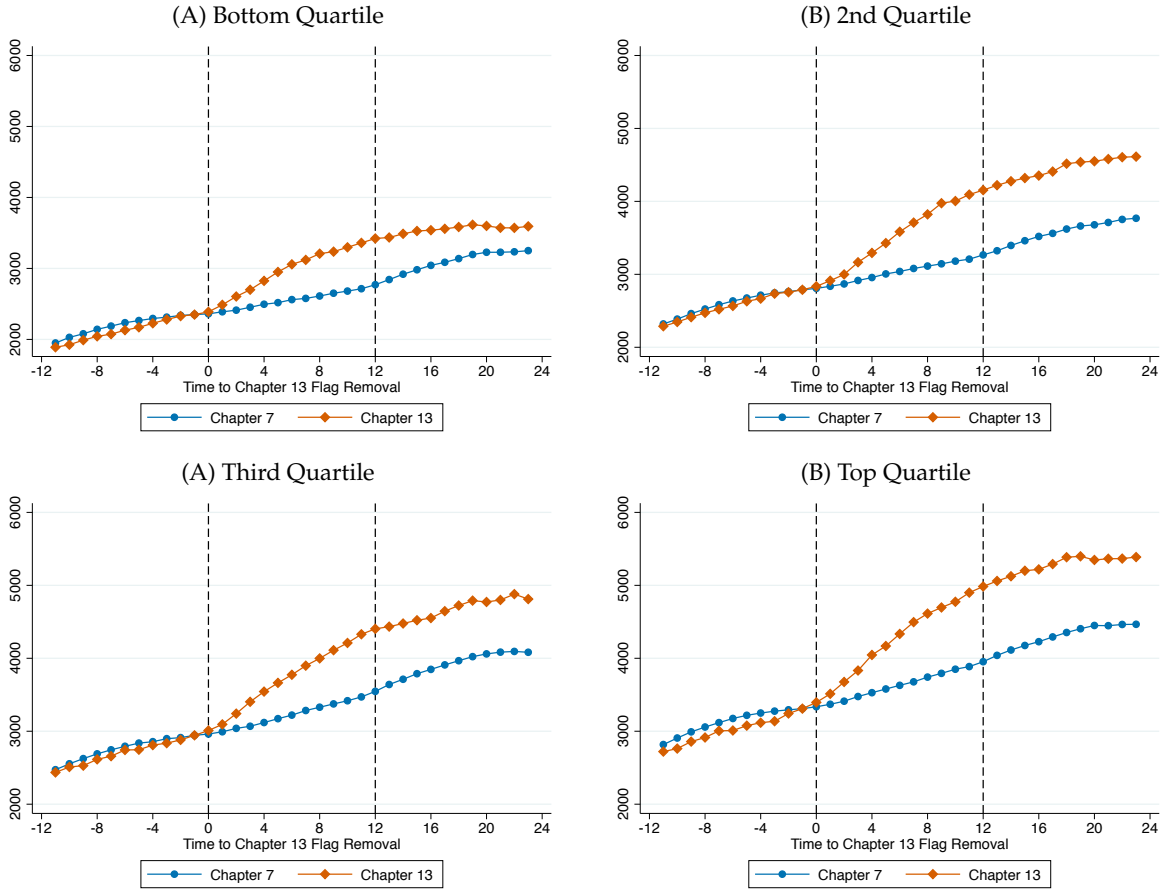 (A) Bottom Quartile
6000
5000
4000
3000
2000
-12 -8 -4 0 4 8 12 16 20 24
Time to Chapter 13 Flag Removal
Chapter 7 Chapter 13
(B) 2nd Quartile
6000
5000
4000
3000
2000
-12 -8 -4 0 4 8 12 16 20 24
Time to Chapter 13 Flag Removal
Chapter 7 Chapter 13
(A) Third Quartile
6000
5000
4000
3000
2000
-12 -8 -4 0 4 8 12 16 20 24
Time to Chapter 13 Flag Removal
Chapter 7 Chapter 13
(B) Top Quartile
6000
5000
4000
3000
2000
-12 -8 -4 0 4 8 12 16 20 24
Time to Chapter 13 Flag Removal
Chapter 7 Chapter 13